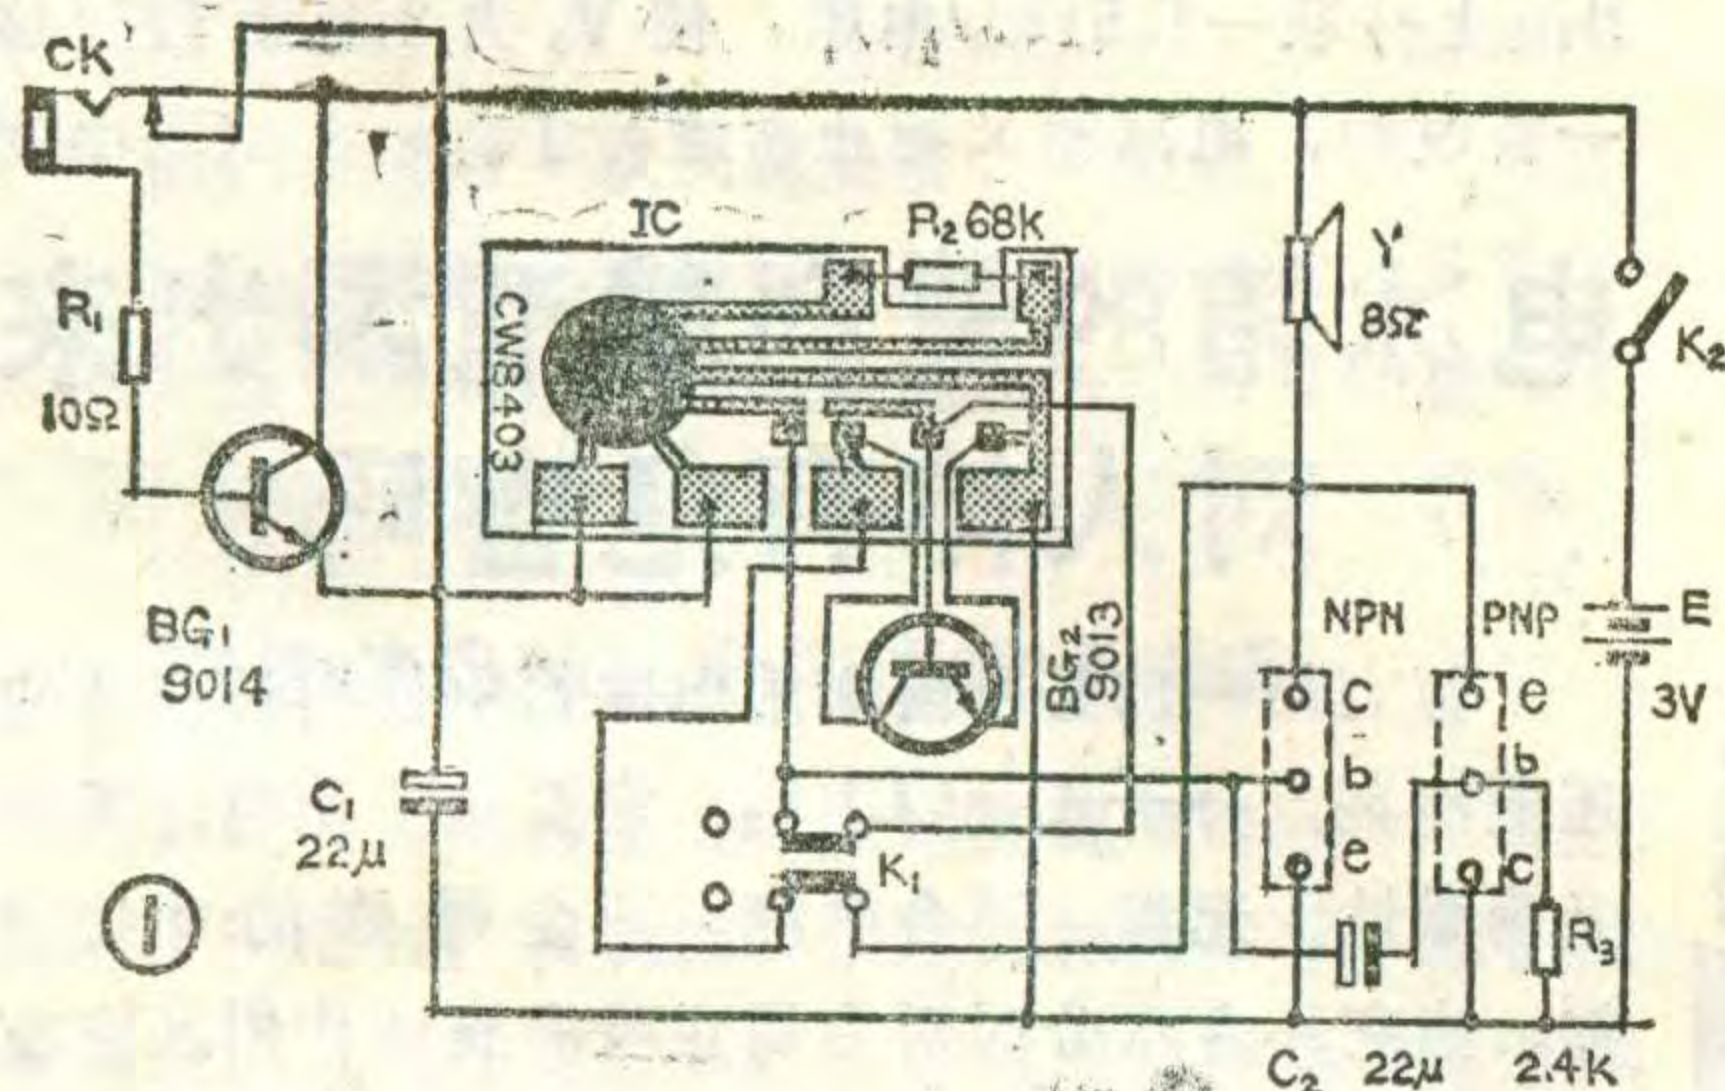 CK
IC
R₂ 68K
CW8403
R₁
10Ω
Y
8Ω
K₂
BG₁
9014
BG₂
9013
NPN
PNP
E
3V
C
b
e
e
b
C
C₁
22μ
K₁
R₃
C₂ 22μ 2.4K
1